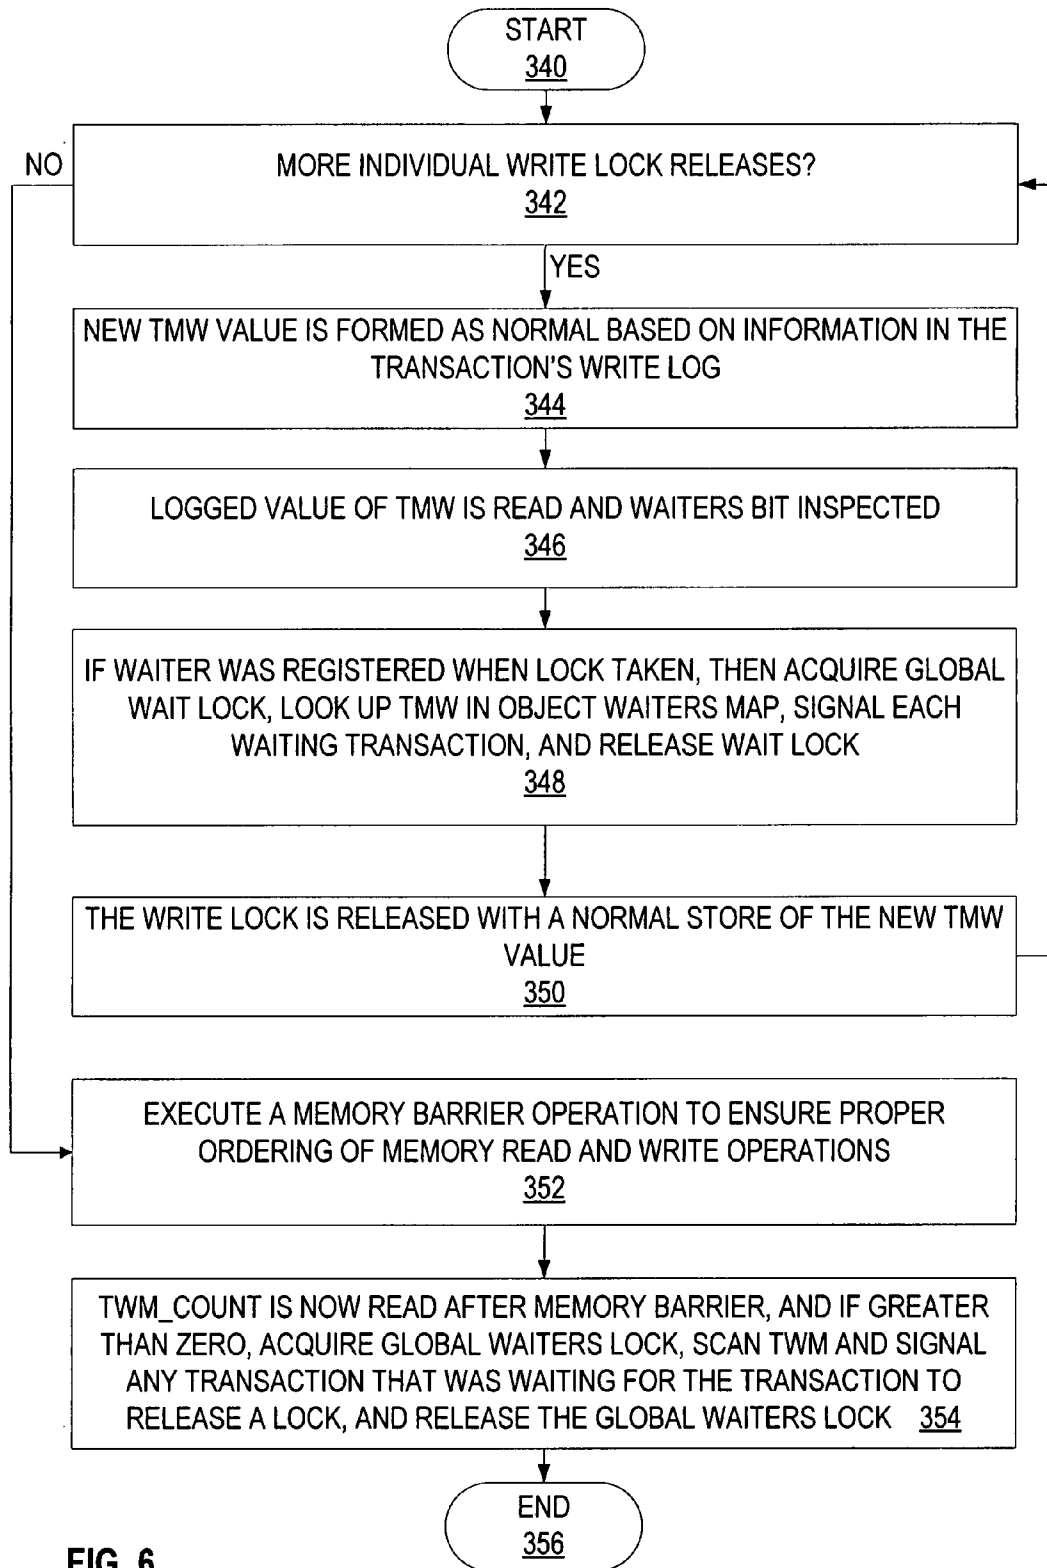 START
340
NO
MORE INDIVIDUAL WRITE LOCK RELEASES?
342
YES
NEW TMW VALUE IS FORMED AS NORMAL BASED ON INFORMATION IN THE
TRANSACTION'S WRITE LOG
344
LOGGED VALUE OF TMW IS READ AND WAITERS BIT INSPECTED
346
IF WAITER WAS REGISTERED WHEN LOCK TAKEN, THEN ACQUIRE GLOBAL
WAIT LOCK, LOOK UP TMW IN OBJECT WAITERS MAP, SIGNAL EACH
WAITING TRANSACTION, AND RELEASE WAIT LOCK
348
THE WRITE LOCK IS RELEASED WITH A NORMAL STORE OF THE NEW TMW
VALUE
350
EXECUTE A MEMORY BARRIER OPERATION TO ENSURE PROPER
ORDERING OF MEMORY READ AND WRITE OPERATIONS
352
TWM_COUNT IS NOW READ AFTER MEMORY BARRIER, AND IF GREATER
THAN ZERO, ACQUIRE GLOBAL WAITERS LOCK, SCAN TWM AND SIGNAL
ANY TRANSACTION THAT WAS WAITING FOR THE TRANSACTION TO
RELEASE A LOCK, AND RELEASE THE GLOBAL WAITERS LOCK 354
END
356
FIG. 6